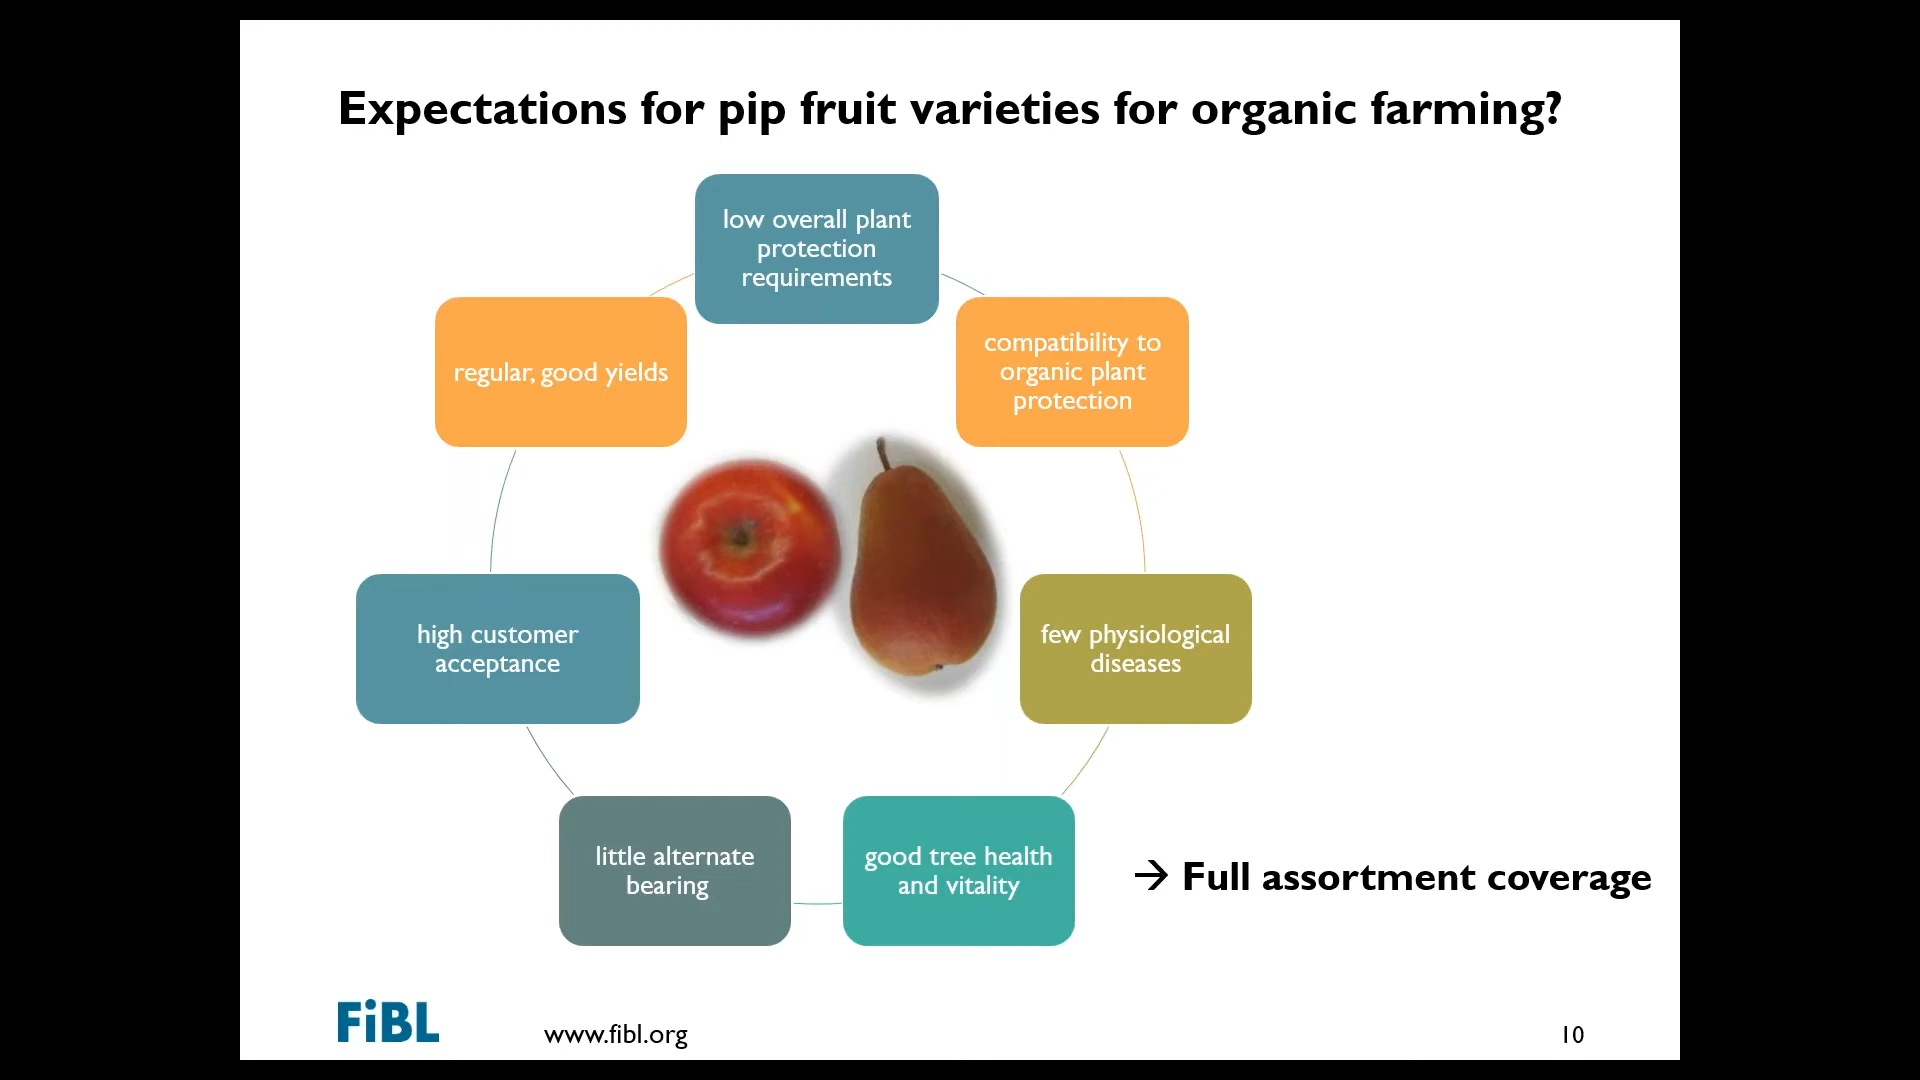 Expectations for pip fruit varieties for organic farming?
low overall plant
protection
requirements
compatibility to
organic plant
protection
few physiological
diseases
good tree health
and vitality
little alternate
bearing
high customer
acceptance
regular, good yields
→ Full assortment coverage
FiBL
www.fibl.org
10